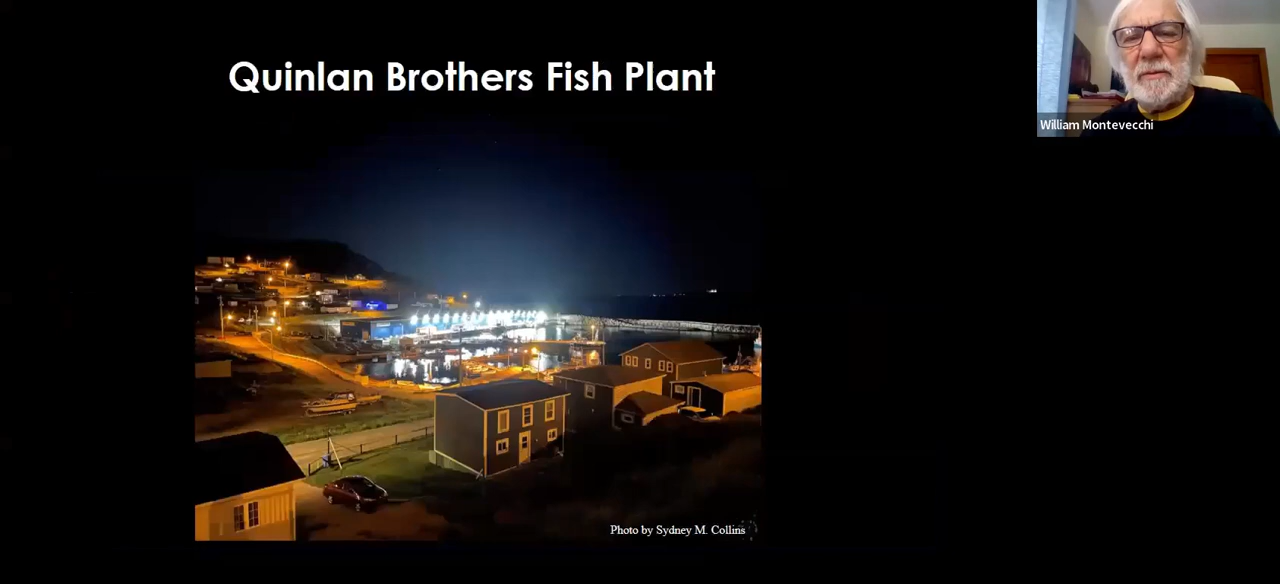 Quinlan Brothers Fish Plant
William Montevecchi
Photo by Sydney M. Collins